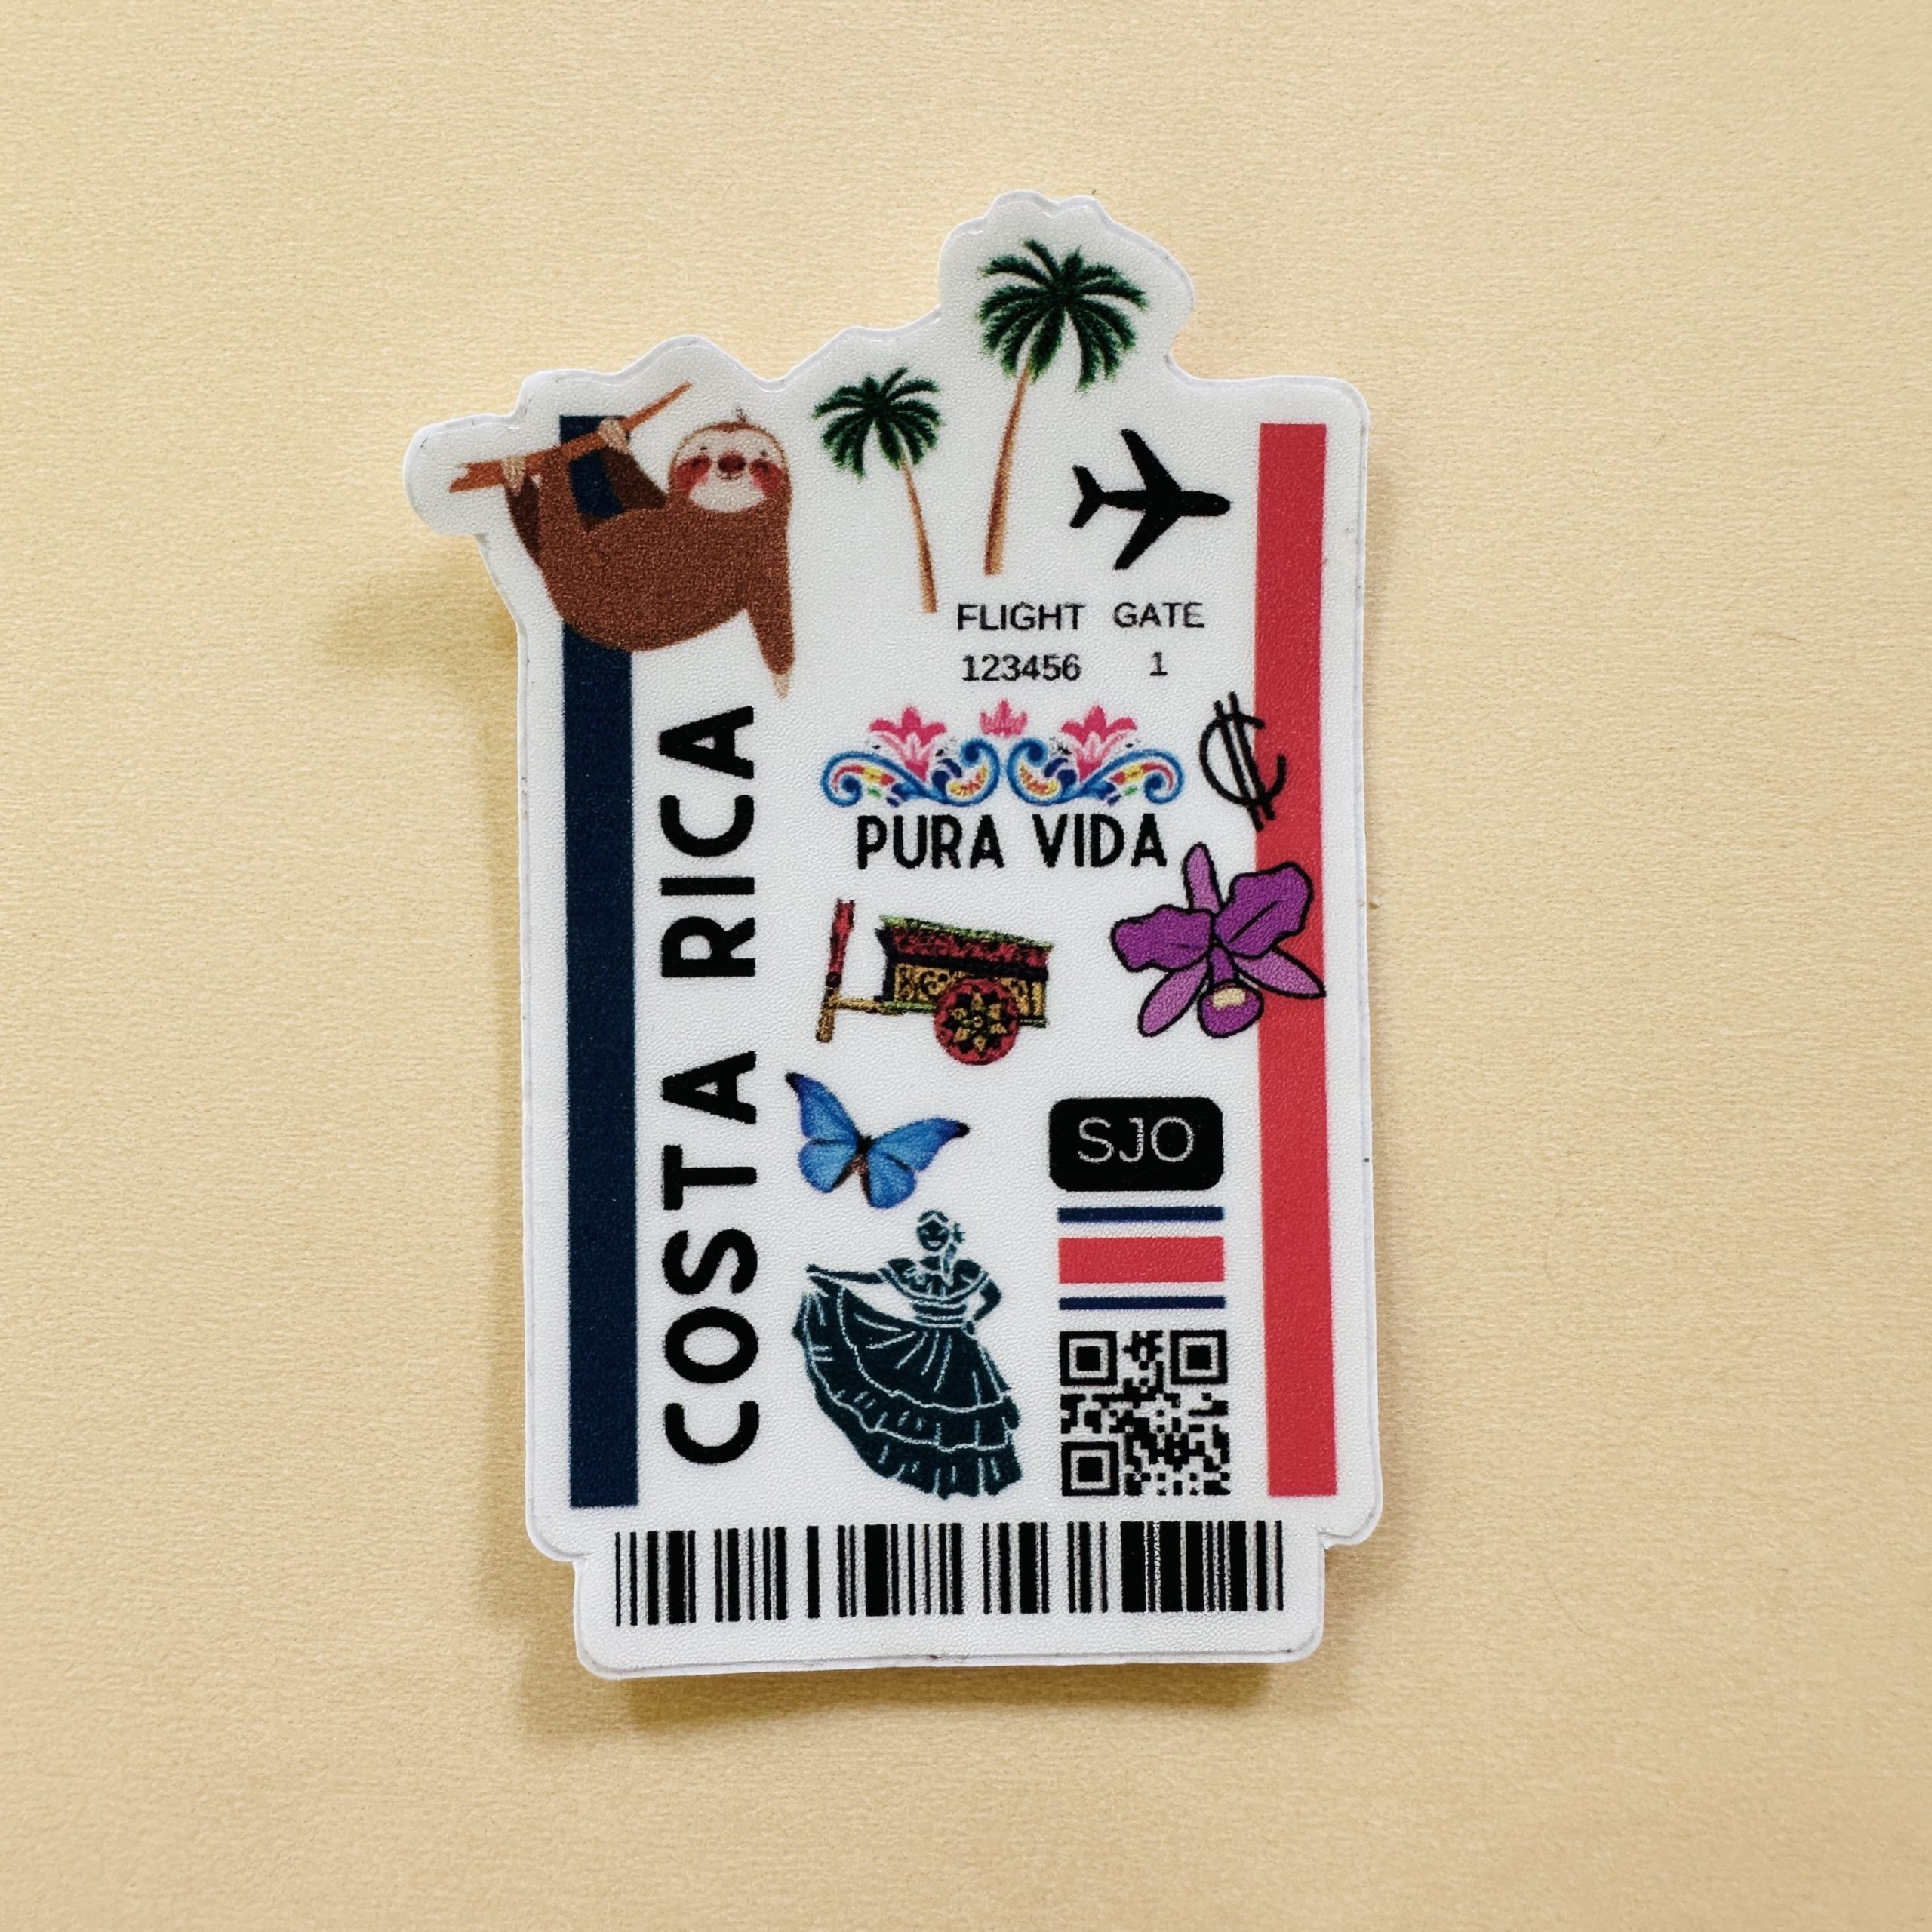 FLIGHT GATE
123456 1
₡
PURA VIDA
COSTA RICA
SJO